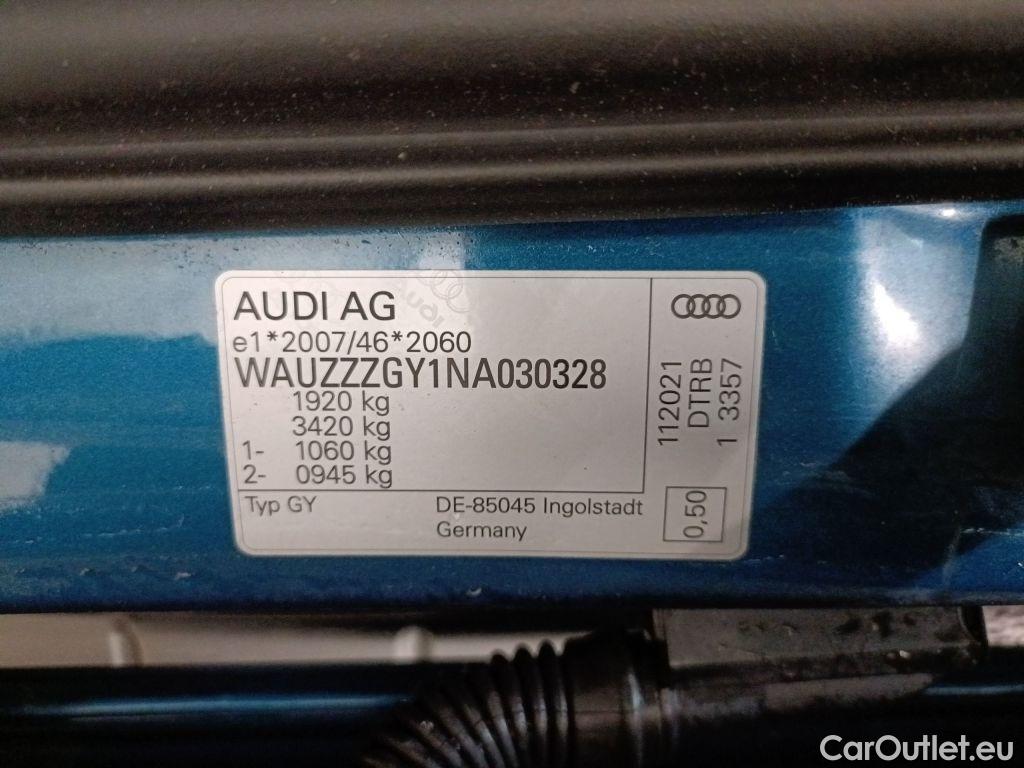 AUDI AG
e1*2007/46*2060
WAUZZZGY1NA030328
1920 kg
3420 kg
1- 1060 kg
2- 0945 kg
Typ GY
DE-85045 Ingolstadt
Germany
112021
DTRB
1 3357
0,50
CarOutlet.eu